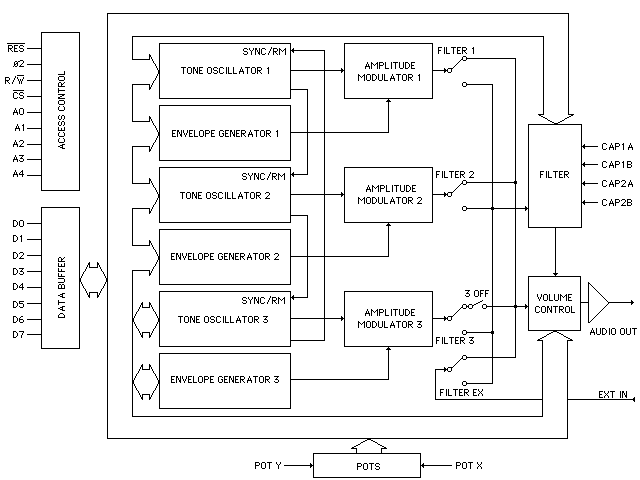 RES
ø2
R/W
CS
A0
A1
A2
A3
A4
ACCESS CONTROL
D0
D1
D2
D3
D4
D5
D6
D7
DATA BUFFER
SYNC/RM
TONE OSCILLATOR 1
ENVELOPE GENERATOR 1
SYNC/RM
TONE OSCILLATOR 2
ENVELOPE GENERATOR 2
SYNC/RM
TONE OSCILLATOR 3
ENVELOPE GENERATOR 3
AMPLITUDE
MODULATOR 1
AMPLITUDE
MODULATOR 2
AMPLITUDE
MODULATOR 3
FILTER 1
FILTER 2
3 OFF
FILTER 3
FILTER EX
FILTER
CAP1A
CAP1B
CAP2A
CAP2B
VOLUME
CONTROL
AUDIO OUT
EXT IN
POT Y
POTS
POT X